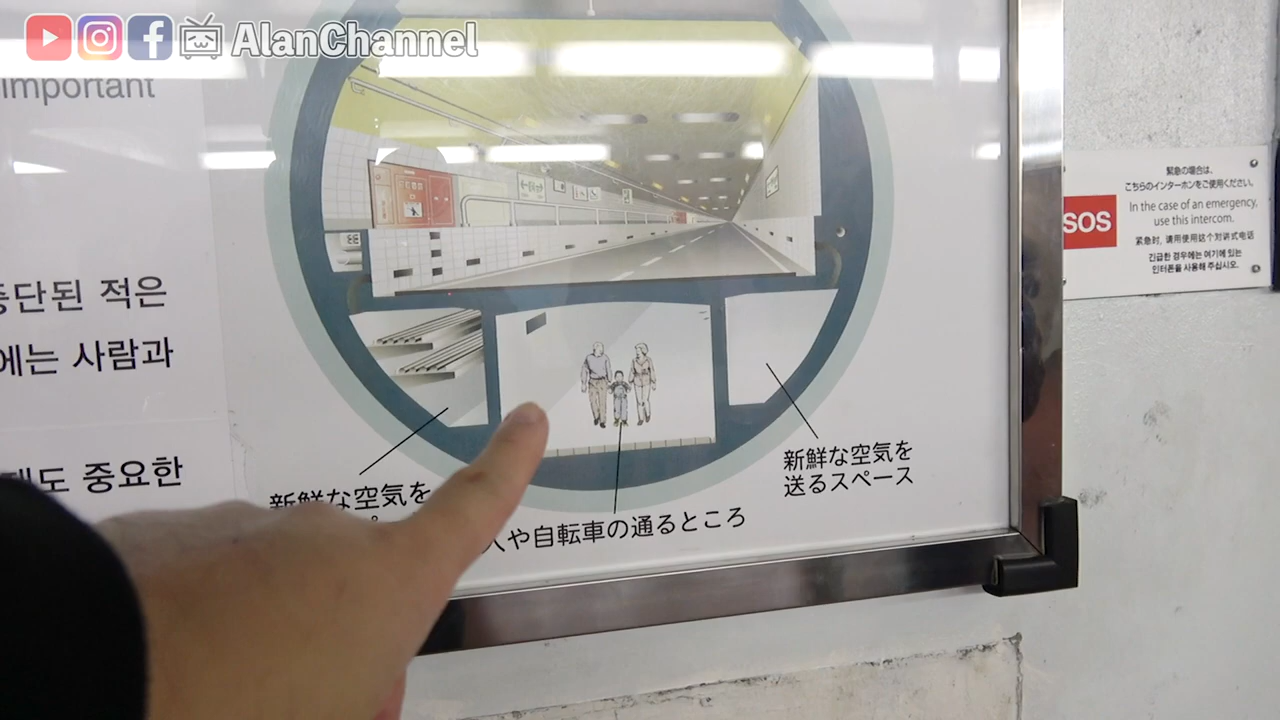 AlanChannel
important
중단된 적은
에는 사람과
중요한
新鮮な空気を
人や自転車の通るところ
新鮮な空気を
送るスペース
SOS
緊急の場合は、
こちらのインターホンをご使用ください。
In the case of an emergency,
use this intercom.
紧急时, 请用使用这个对讲式电话
긴급한 경우에는 여기에 있는
인터폰을 사용해 주십시오.